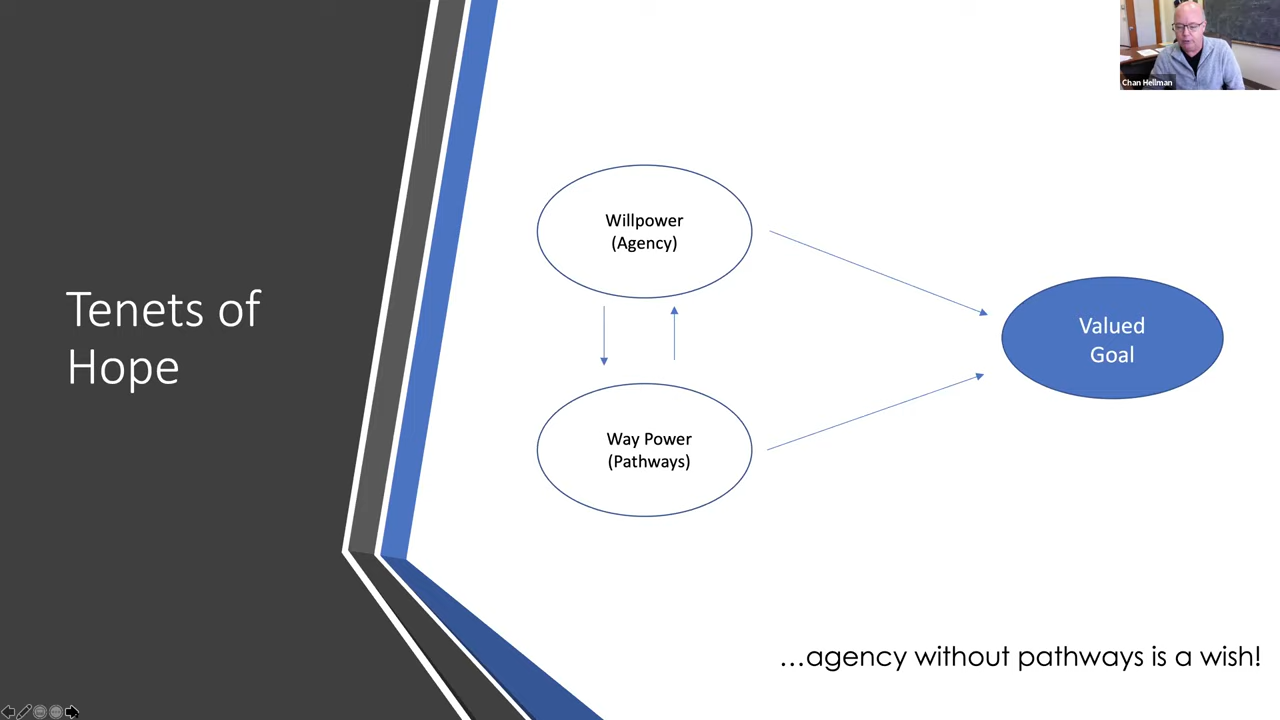 Chan Hellman
Tenets of
Hope
Willpower
(Agency)
Way Power
(Pathways)
Valued
Goal
...agency without pathways is a wish!